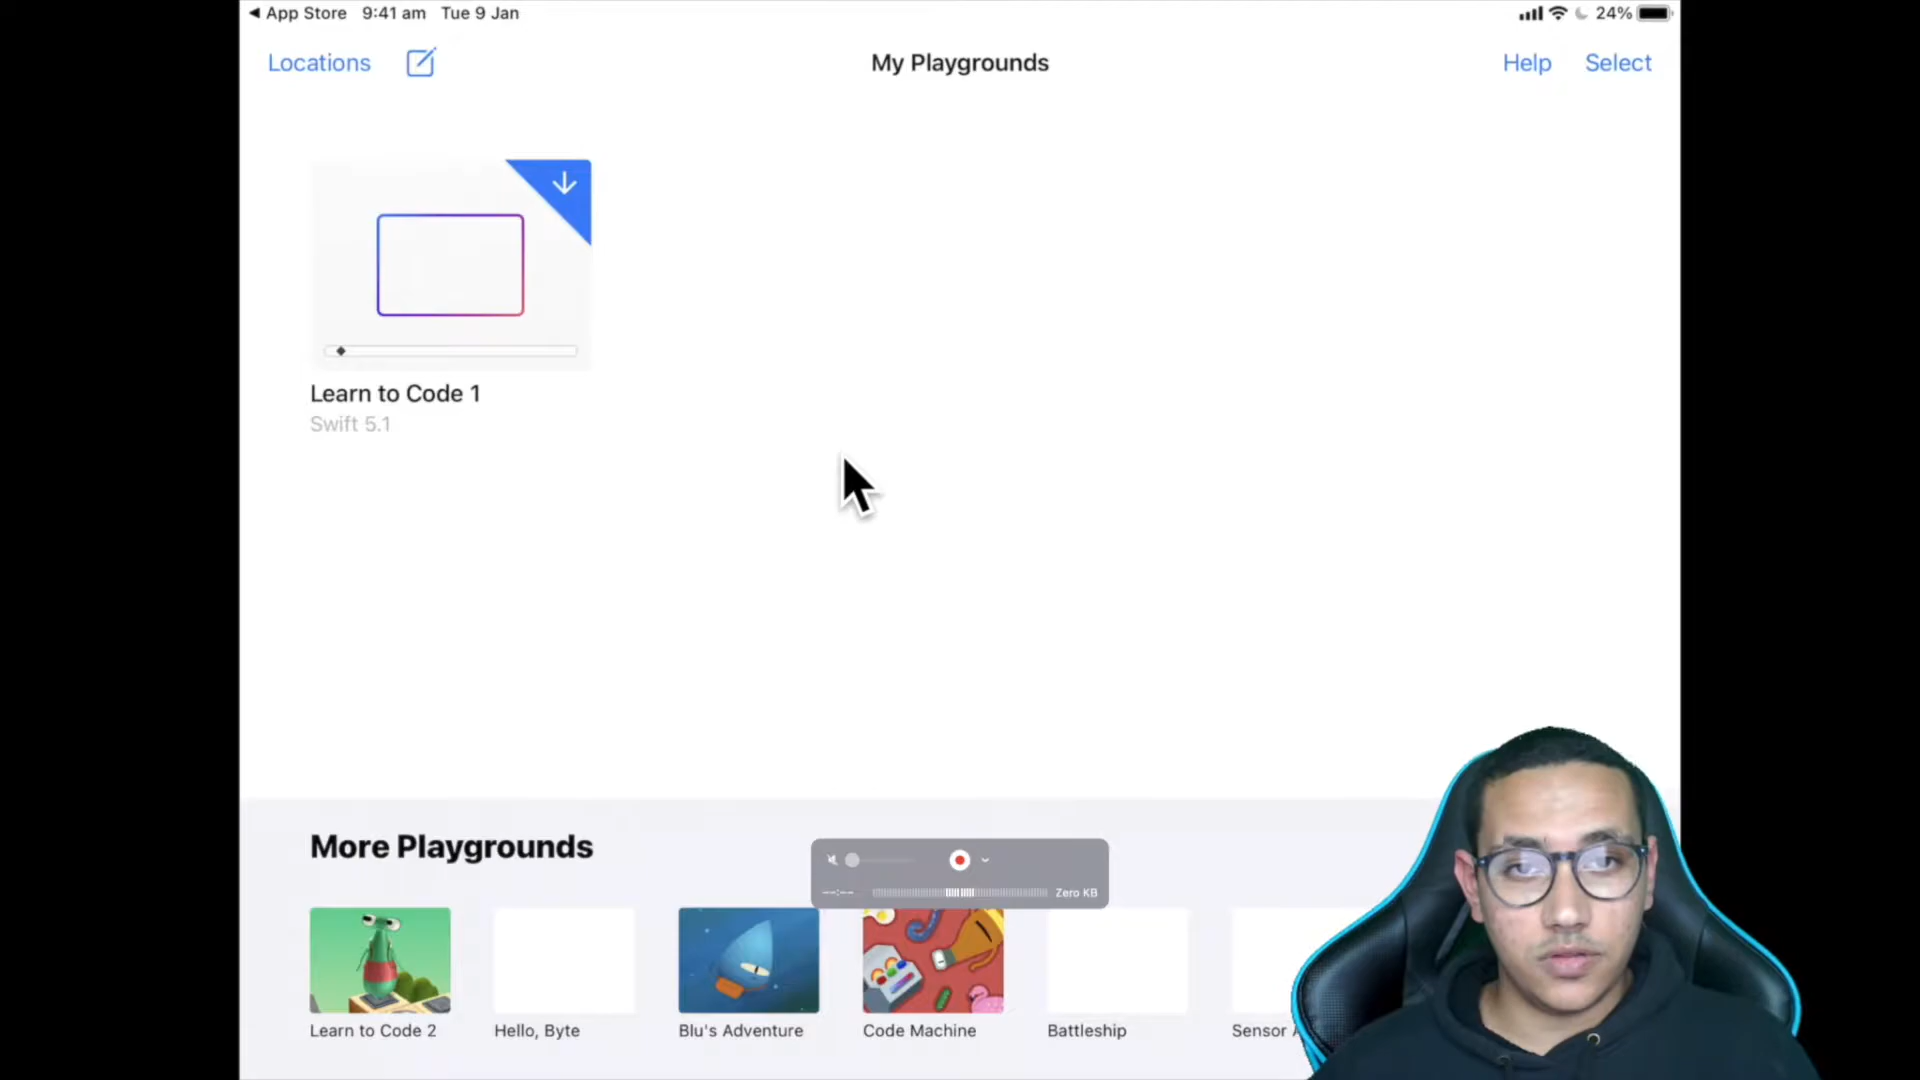 ◀ App Store 9:41 am Tue 9 Jan 24%
Locations My Playgrounds Help Select
Learn to Code 1
Swift 5.1
More Playgrounds
--:-- Zero KB
Learn to Code 2 Hello, Byte Blu's Adventure Code Machine Battleship Sensor